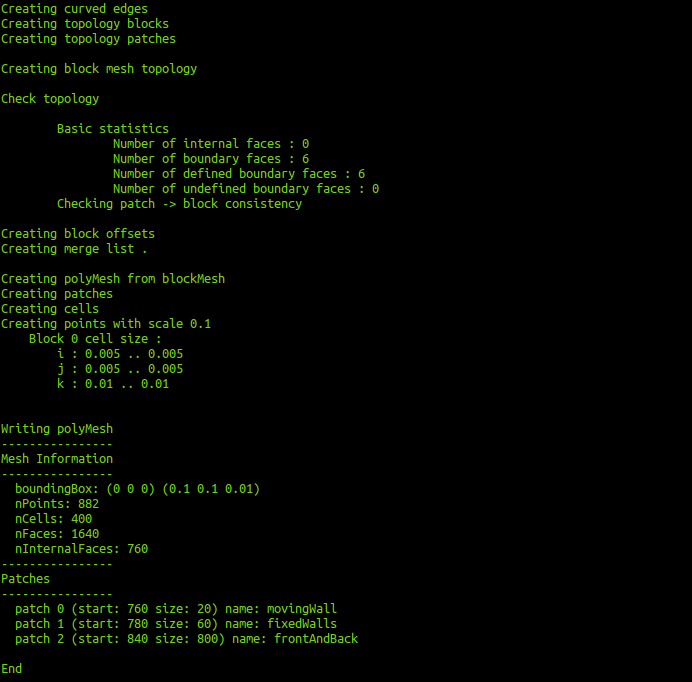 Creating curved edges
Creating topology blocks
Creating topology patches
Creating block mesh topology
Check topology
Basic statistics
Number of internal faces : 0
Number of boundary faces : 6
Number of defined boundary faces : 6
Number of undefined boundary faces : 0
Checking patch -> block consistency
Creating block offsets
Creating merge list .
Creating polyMesh from blockMesh
Creating patches
Creating cells
Creating points with scale 0.1
Block 0 cell size :
i : 0.005 .. 0.005
j : 0.005 .. 0.005
k : 0.01 .. 0.01
Writing polyMesh
----------------
Mesh Information
----------------
boundingBox: (0 0 0) (0.1 0.1 0.01)
nPoints: 882
nCells: 400
nFaces: 1640
nInternalFaces: 760
----------------
Patches
----------------
patch 0 (start: 760 size: 20) name: movingWall
patch 1 (start: 780 size: 60) name: fixedWalls
patch 2 (start: 840 size: 800) name: frontAndBack
End